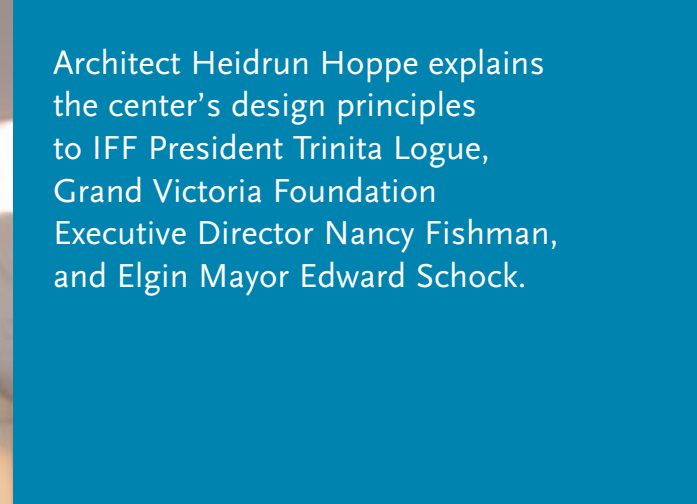 Architect Heidrun Hoppe explains
the center’s design principles
to IFF President Trinita Logue,
Grand Victoria Foundation
Executive Director Nancy Fishman,
and Elgin Mayor Edward Schock.